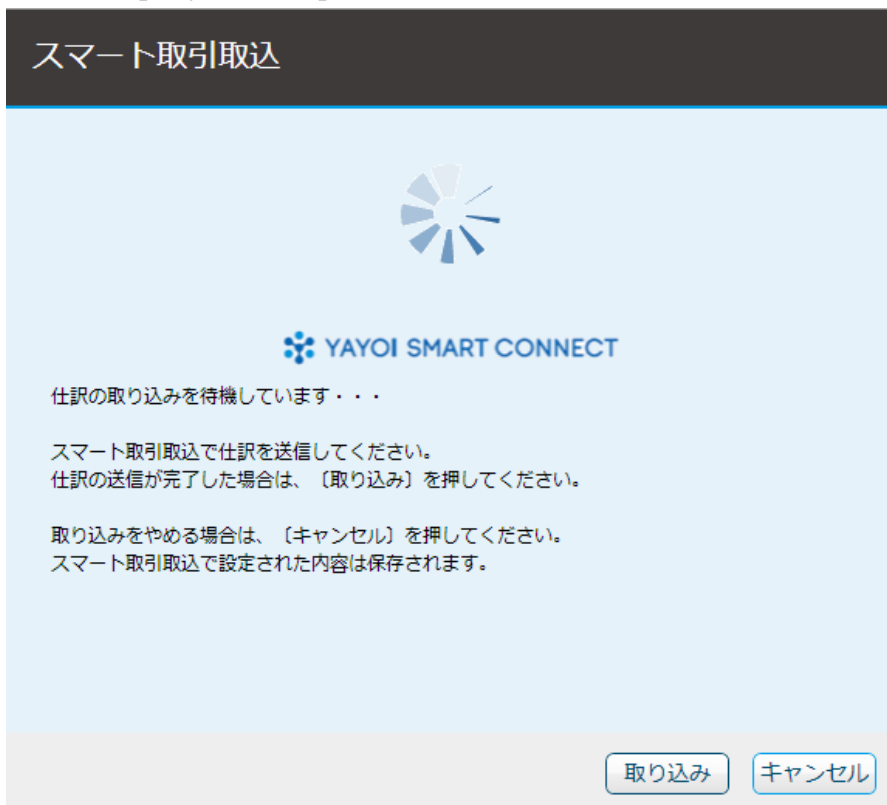 スマート取引取込
YAYOI SMART CONNECT
仕訳の取り込みを待機しています・・・
スマート取引取込で仕訳を送信してください。
仕訳の送信が完了した場合は、〔取り込み〕を押してください。
取り込みをやめる場合は、〔キャンセル〕を押してください。
スマート取引取込で設定された内容は保存されます。
取り込み
キャンセル